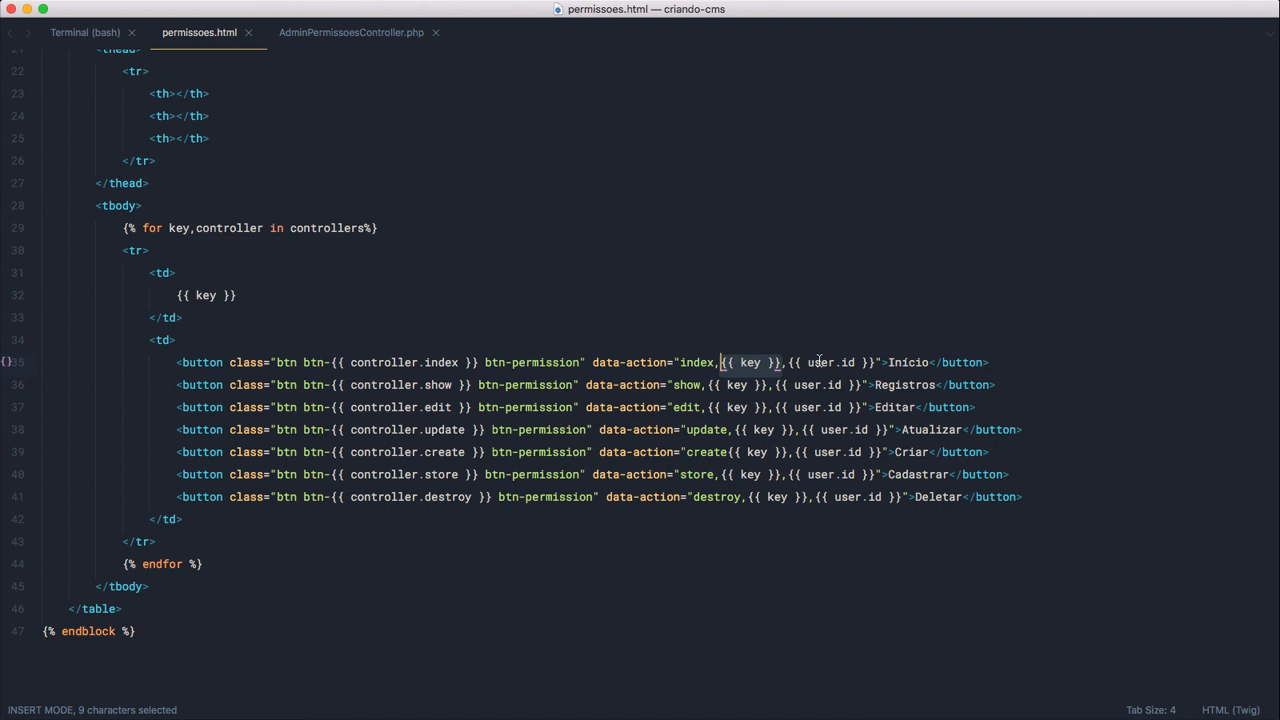 permissoes.html — criando-cms
Terminal (bash) × permissoes.html × AdminPermissoesController.php ×
21 <thead>
22 <tr>
23 <th></th>
24 <th></th>
25 <th></th>
26 </tr>
27 </thead>
28 <tbody>
29 {% for key,controller in controllers%}
30 <tr>
31 <td>
32 {{ key }}
33 </td>
34 <td>
{} 35 <button class="btn btn-{{ controller.index }} btn-permission" data-action="index,{{ key }},{{ user.id }}">Início</button>
36 <button class="btn btn-{{ controller.show }} btn-permission" data-action="show,{{ key }},{{ user.id }}">Registros</button>
37 <button class="btn btn-{{ controller.edit }} btn-permission" data-action="edit,{{ key }},{{ user.id }}">Editar</button>
38 <button class="btn btn-{{ controller.update }} btn-permission" data-action="update,{{ key }},{{ user.id }}">Atualizar</button>
39 <button class="btn btn-{{ controller.create }} btn-permission" data-action="create{{ key }},{{ user.id }}">Criar</button>
40 <button class="btn btn-{{ controller.store }} btn-permission" data-action="store,{{ key }},{{ user.id }}">Cadastrar</button>
41 <button class="btn btn-{{ controller.destroy }} btn-permission" data-action="destroy,{{ key }},{{ user.id }}">Deletar</button>
42 </td>
43 </tr>
44 {% endfor %}
45 </tbody>
46 </table>
47 {% endblock %}
INSERT MODE, 9 characters selected Tab Size: 4 HTML (Twig)